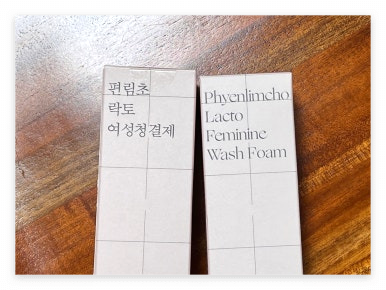 편림초
락토
여성청결제
Phyenlimcho
Lacto
Feminine
Wash Foam